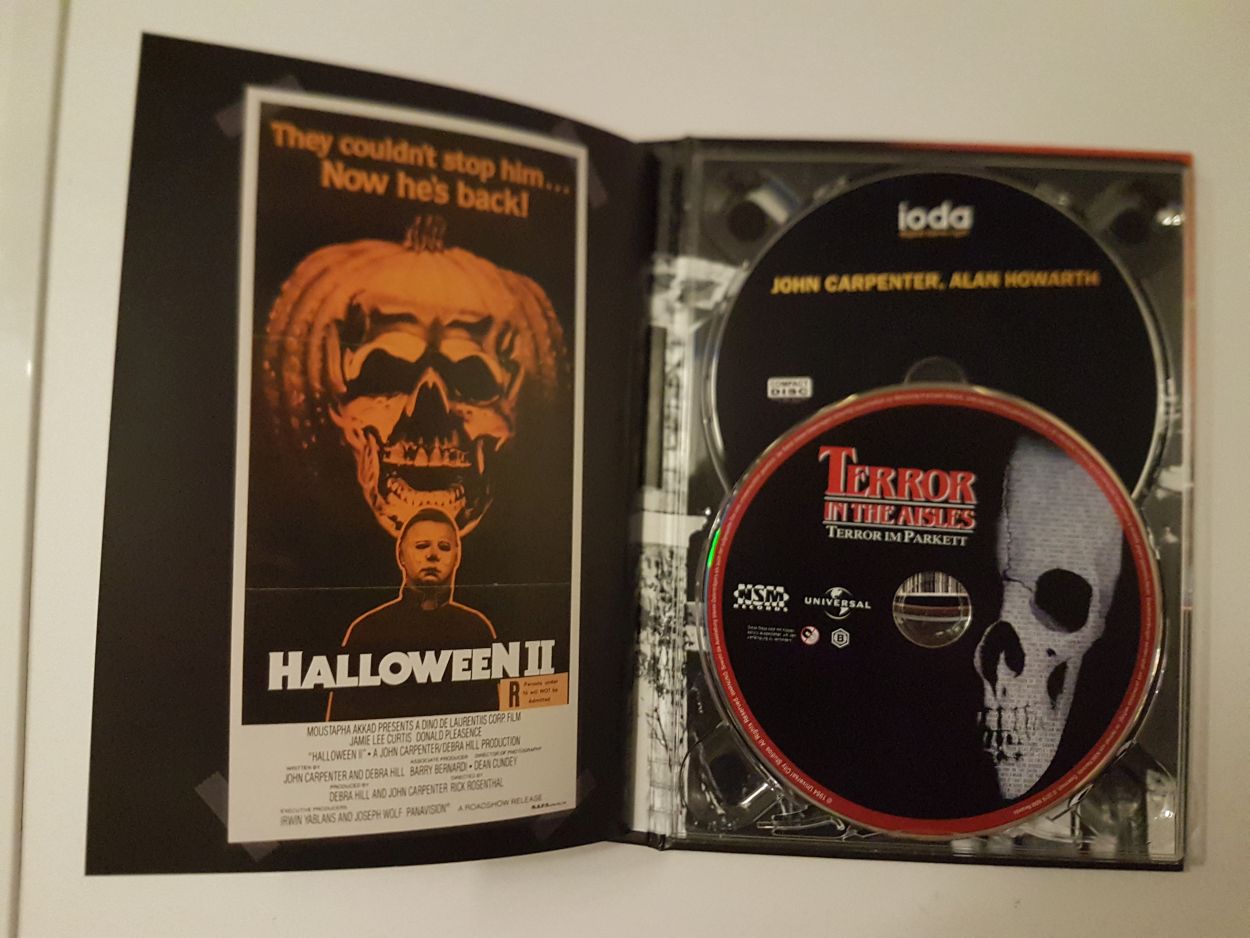 They couldn't stop him...
Now he's back!
HALLOWEEN II
R
Persons under
Admitted
MOUSTAPHA AKKAD PRESENTS A DINO DE LAURENTIIS CORP. FILM
JAMIE LEE CURTIS DONALD PLEASENCE
"HALLOWEEN II" • A JOHN CARPENTER/DEBRA HILL PRODUCTION
WRITTEN BY ASSOCIATE PRODUCER DIRECTOR OF PHOTOGRAPHY
JOHN CARPENTER AND DEBRA HILL BARRY BERNARDI • DEAN CUNDEY
PRODUCED BY DIRECTED BY
DEBRA HILL AND JOHN CARPENTER RICK ROSENTHAL
EXECUTIVE PRODUCERS
IRWIN YABLANS AND JOSEPH WOLF PANAVISION® A ROADSHOW RELEASE
ioda
JOHN CARPENTER, ALAN HOWARTH
COMPACT
DISC
TERROR
IN THE AISLES
TERROR IM PARKETT
NSM
RECORDS
UNIVERSAL
B